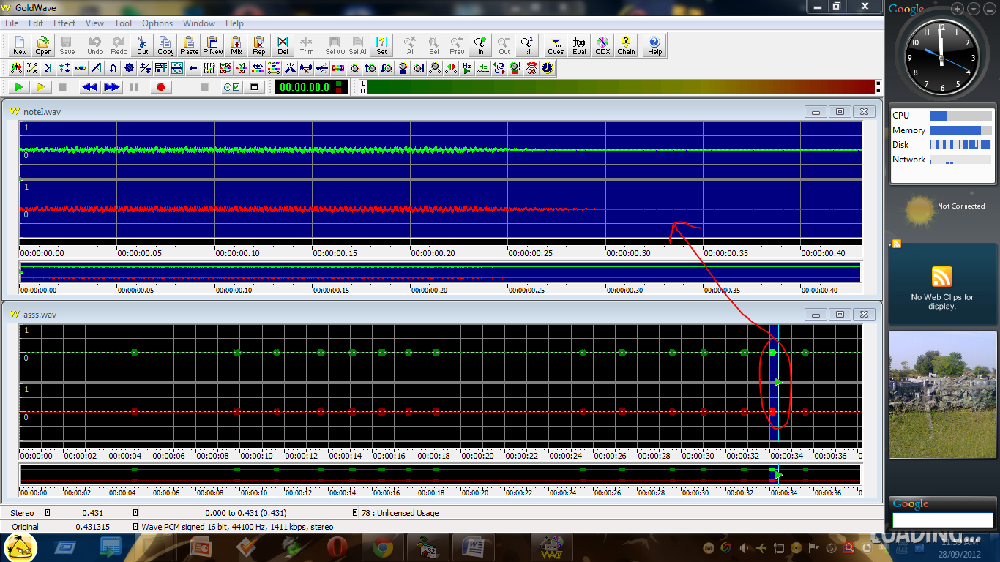 GoldWave
File Edit Effect View Tool Options Window Help
New Open Save Undo Redo Cut Copy Paste P.New Mix Repl Del Trim Sel Vw Sel All Set All Sel Prev In Out 1:1 Cues Eval CDX Chain Help
00:00:00.0
L
R
noteI.wav
1
0
1
0
00:00:00.00 00:00:00.05 00:00:00.10 00:00:00.15 00:00:00.20 00:00:00.25 00:00:00.30 00:00:00.35 00:00:00.40
00:00:00.00 00:00:00.05 00:00:00.10 00:00:00.15 00:00:00.20 00:00:00.25 00:00:00.30 00:00:00.35 00:00:00.40
asss.wav
1
0
1
0
00:00:00 00:00:02 00:00:04 00:00:06 00:00:08 00:00:10 00:00:12 00:00:14 00:00:16 00:00:18 00:00:20 00:00:22 00:00:24 00:00:26 00:00:28 00:00:30 00:00:32 00:00:34 00:00:36 0
00:00:00 00:00:02 00:00:04 00:00:06 00:00:08 00:00:10 00:00:12 00:00:14 00:00:16 00:00:18 00:00:20 00:00:22 00:00:24 00:00:26 00:00:28 00:00:30 00:00:32 00:00:34 00:00:36 0
Stereo 0.431 0.000 to 0.431 (0.431) 78 : Unlicensed Usage
Original 0.431315 Wave PCM signed 16 bit, 44100 Hz, 1411 kbps, stereo
Google
12
1
2
3
4
5
6
7
8
9
10
11
CPU
Memory
Disk
Network
Not Connected
No Web Clips for
display.
Google
LOADING...
11:59 AM
28/09/2012